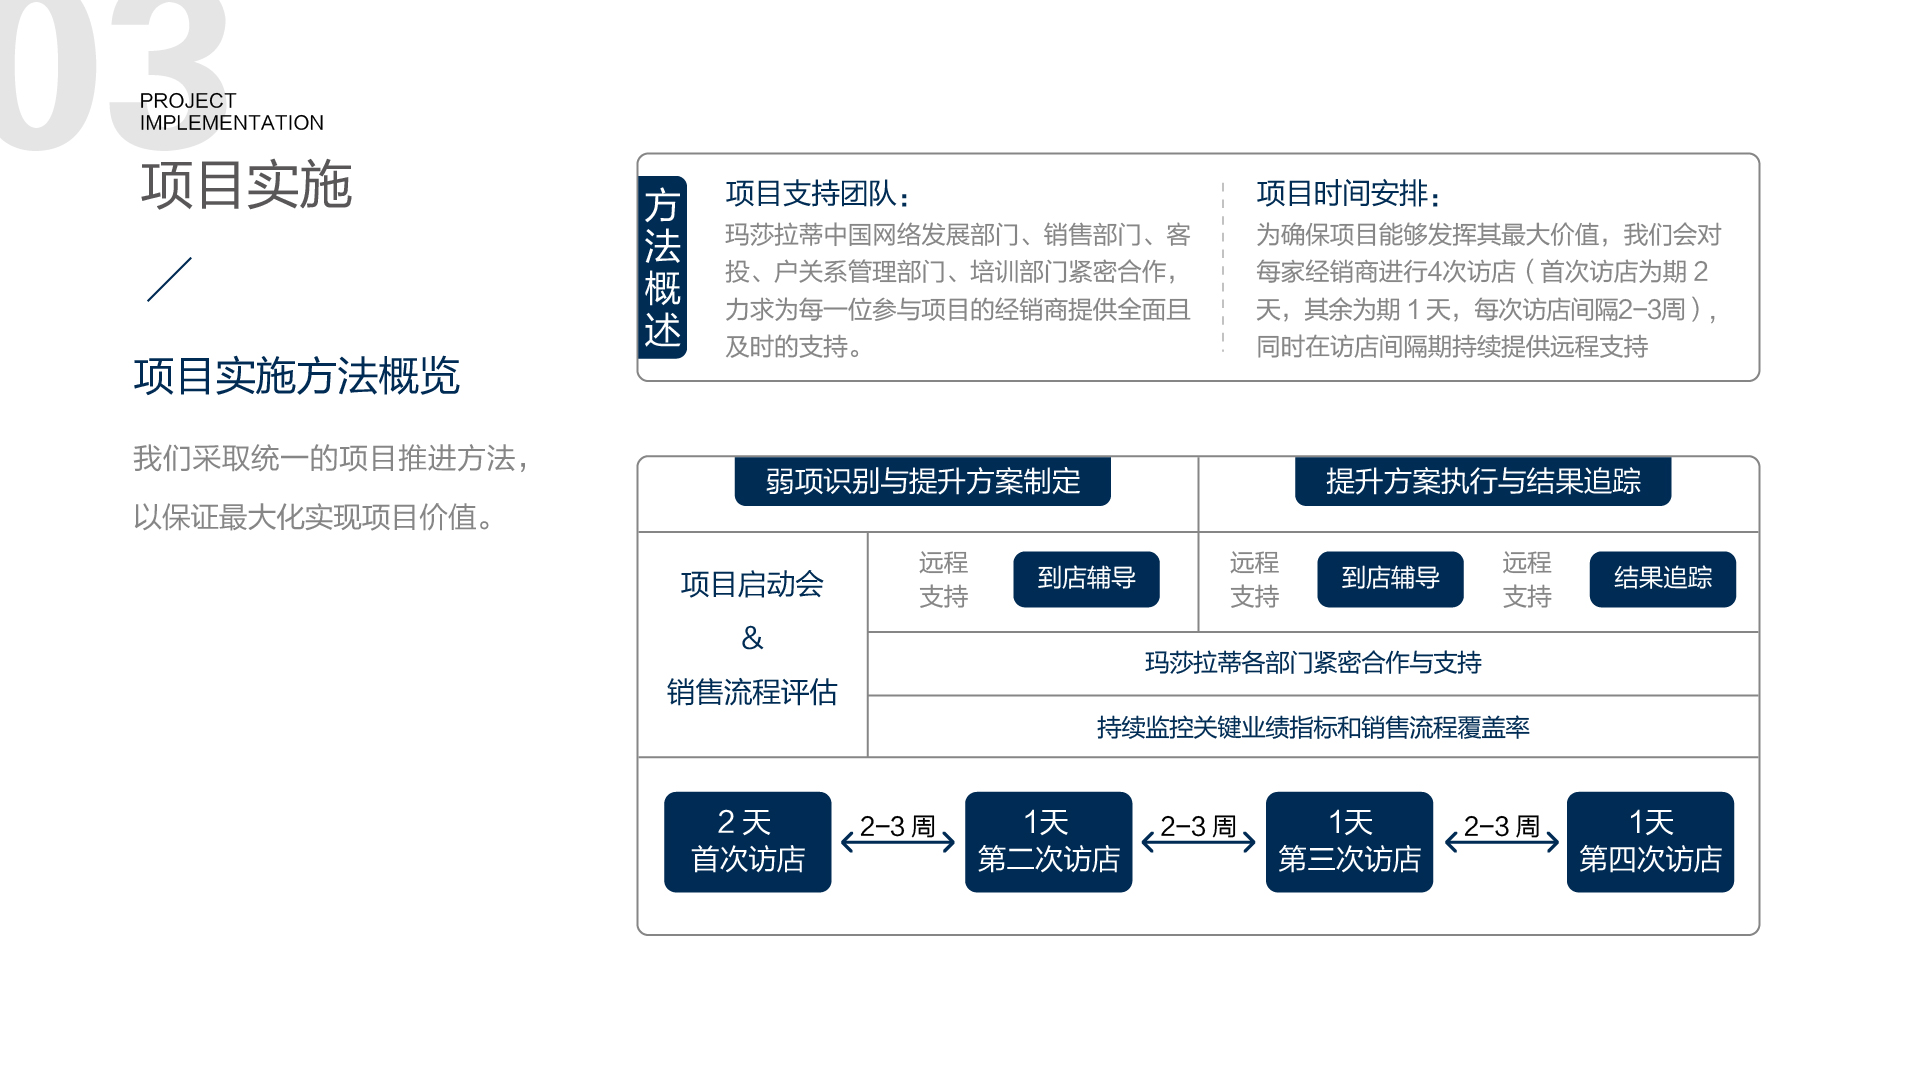 03
PROJECT
IMPLEMENTATION
项目实施
项目实施方法概览
我们采取统一的项目推进方法，
以保证最大化实现项目价值。
方法概述
项目支持团队：
玛莎拉蒂中国网络发展部门、销售部门、客
投、户关系管理部门、培训部门紧密合作，
力求为每一位参与项目的经销商提供全面且
及时的支持。
项目时间安排：
为确保项目能够发挥其最大价值，我们会对
每家经销商进行4次访店（首次访店为期 2
天，其余为期 1 天，每次访店间隔2-3周），
同时在访店间隔期持续提供远程支持
弱项识别与提升方案制定
提升方案执行与结果追踪
项目启动会
&
销售流程评估
远程
支持
到店辅导
远程
支持
到店辅导
远程
支持
结果追踪
玛莎拉蒂各部门紧密合作与支持
持续监控关键业绩指标和销售流程覆盖率
2 天
首次访店
2-3 周
1天
第二次访店
2-3 周
1天
第三次访店
2-3 周
1天
第四次访店